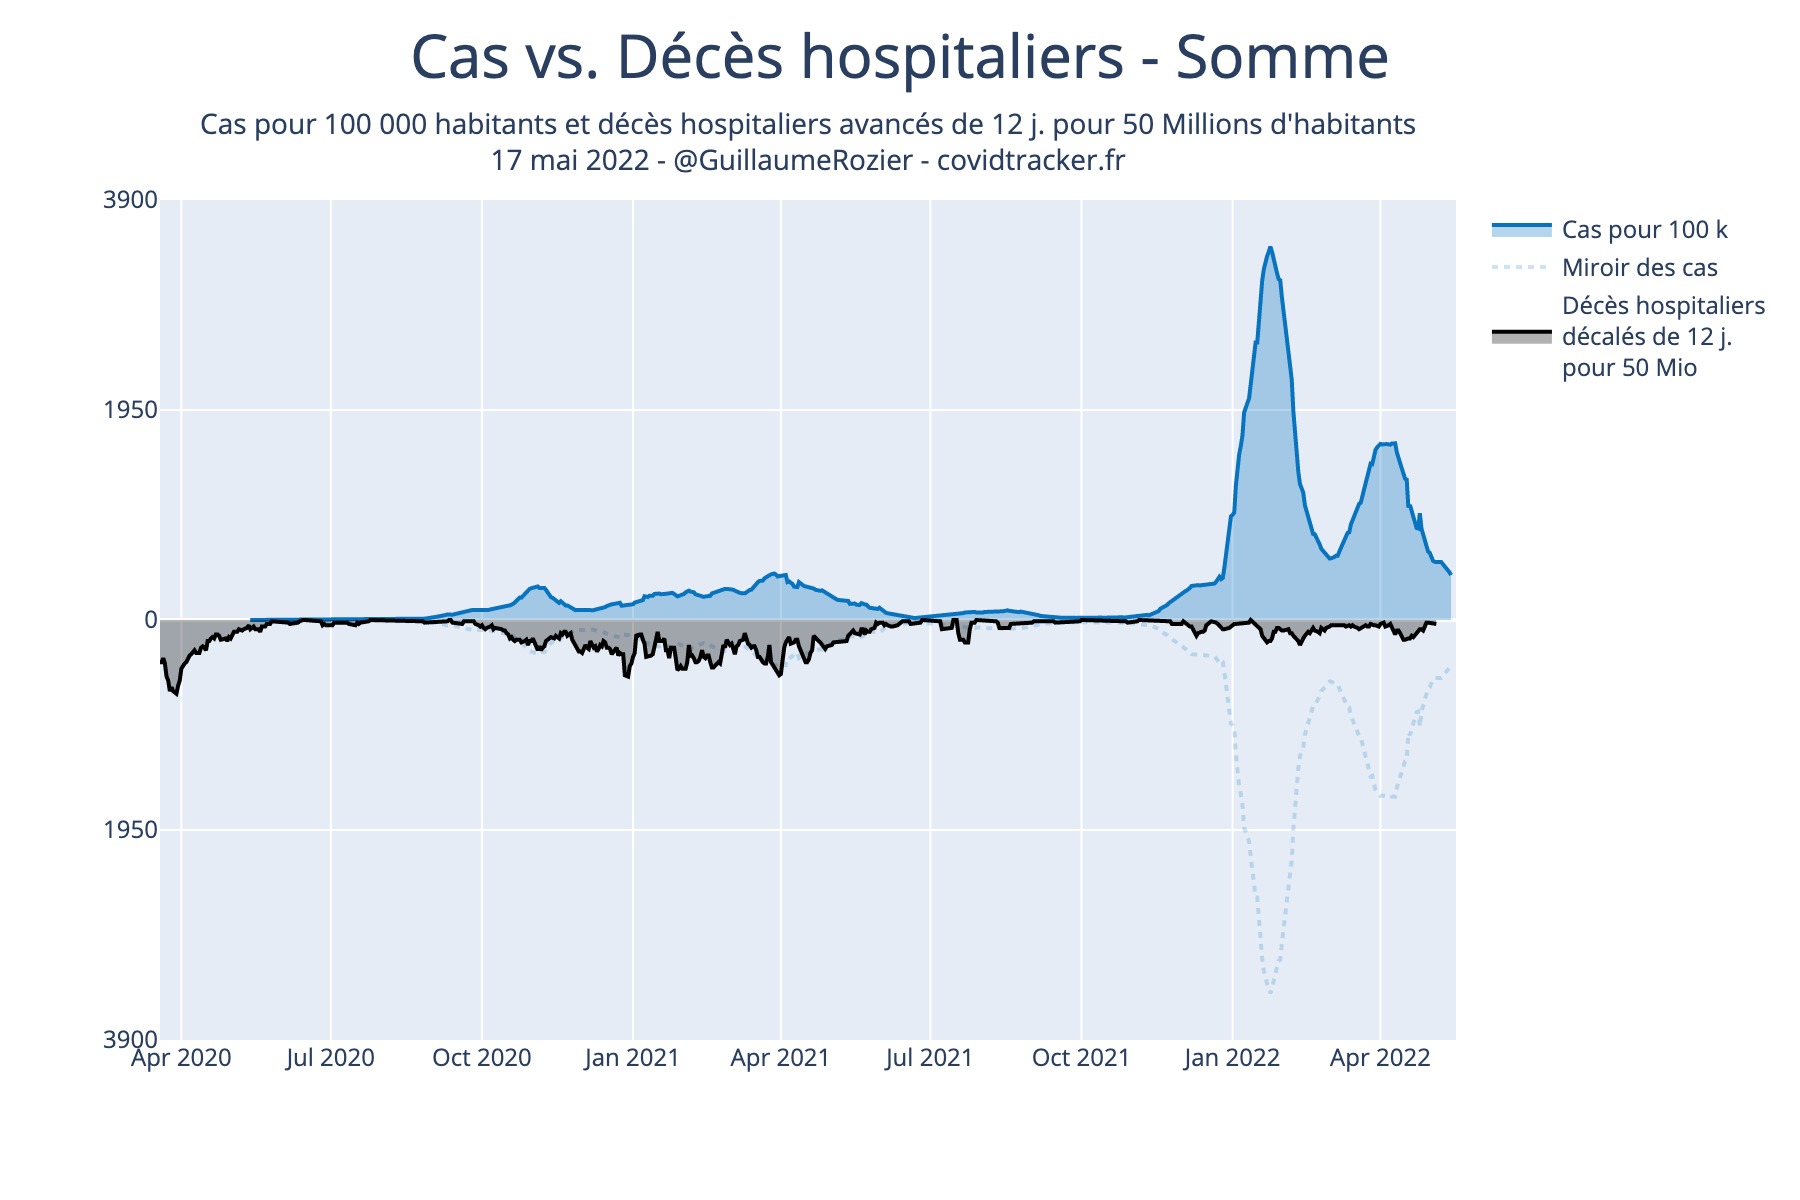 Cas vs. Décès hospitaliers - Somme
Cas pour 100 000 habitants et décès hospitaliers avancés de 12 j. pour 50 Millions d'habitants
17 mai 2022 - @GuillaumeRozier - covidtracker.fr
3900
1950
0
1950
3900
Apr 2020
Jul 2020
Oct 2020
Jan 2021
Apr 2021
Jul 2021
Oct 2021
Jan 2022
Apr 2022
Cas pour 100 k
Miroir des cas
Décès hospitaliers
décalés de 12 j.
pour 50 Mio